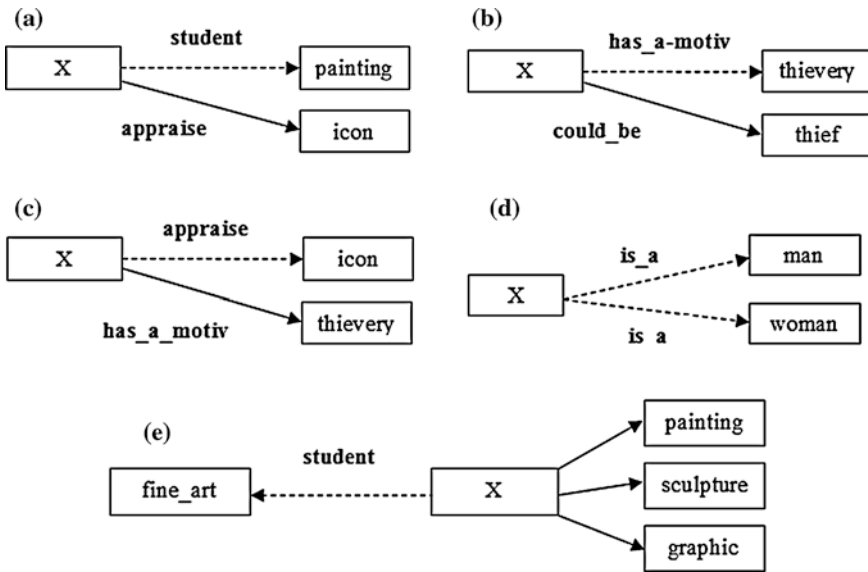 (a)
student
X
painting
appraise
icon
(b)
has_a-motiv
X
thievery
could_be
thief
(c)
appraise
X
icon
has_a_motiv
thievery
(d)
is_a
man
X
woman
is a
(e)
painting
student
fine_art
X
sculpture
graphic